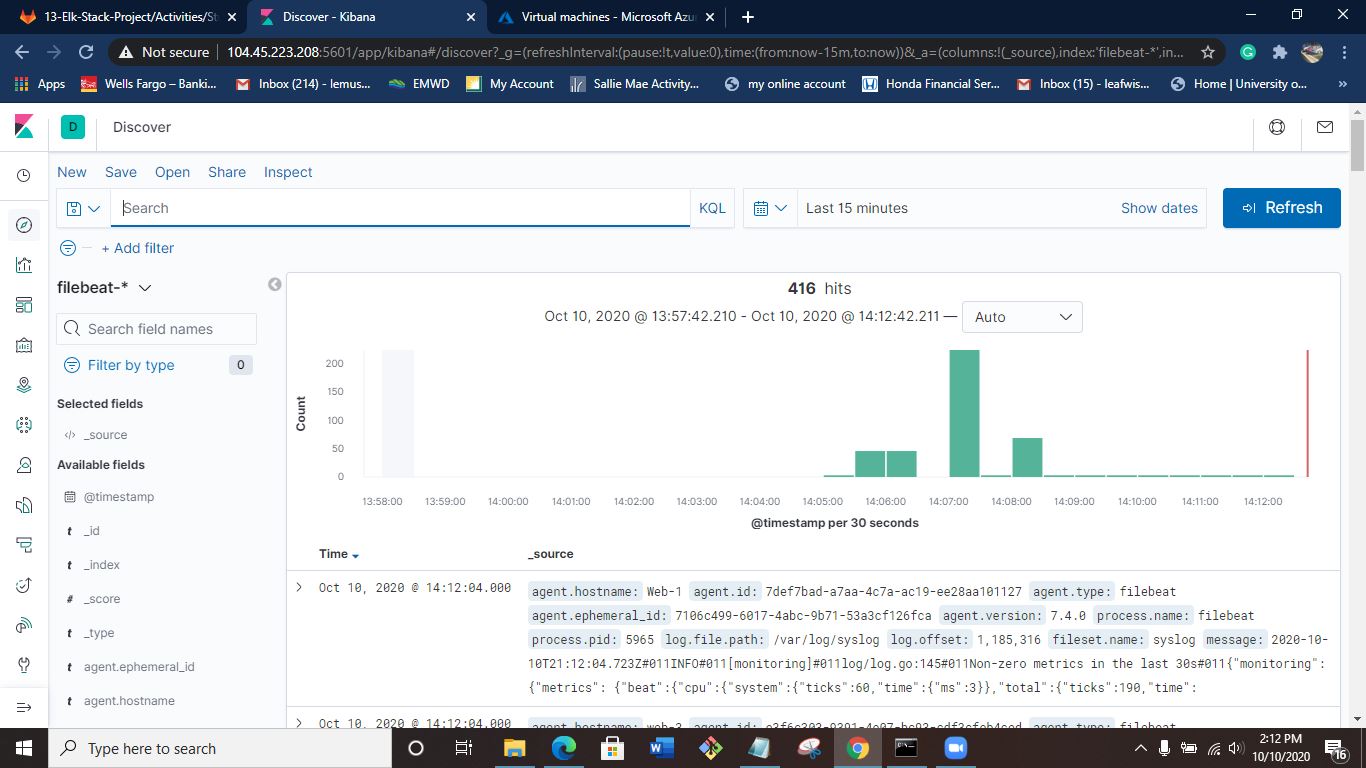 13-Elk-Stack-Project/Activities/St
Discover - Kibana
Virtual machines - Microsoft Azu
Not secure
104.45.223.208:5601/app/kibana#/discover?_g=(refreshInterval:(pause:!t,value:0),time:(from:now-15m,to:now))&_a=(columns:!(_source),index:'filebeat-*',in...
Apps
Wells Fargo – Banki...
Inbox (214) - lemus...
EMWD
My Account
Sallie Mae Activity...
my online account
Honda Financial Ser...
Inbox (15) - leafwis...
Home | University o...
»
D
Discover
New Save Open Share Inspect
Search
KQL
Last 15 minutes
Show dates
Refresh
+ Add filter
filebeat-*
Search field names
Filter by type
0
Selected fields
_source
Available fields
@timestamp
t _id
t _index
# _score
t _type
t agent.ephemeral_id
t agent.hostname
416 hits
Oct 10, 2020 @ 13:57:42.210 - Oct 10, 2020 @ 14:12:42.211 —
Auto
Count
200
150
100
50
0
13:58:00 13:59:00 14:00:00 14:01:00 14:02:00 14:03:00 14:04:00 14:05:00 14:06:00 14:07:00 14:08:00 14:09:00 14:10:00 14:11:00 14:12:00
@timestamp per 30 seconds
Time
_source
Oct 10, 2020 @ 14:12:04.000
agent.hostname: Web-1 agent.id: 7def7bad-a7aa-4c7a-ac19-ee28aa101127 agent.type: filebeat
agent.ephemeral_id: 7106c499-6017-4abc-9b71-53a3cf126fca agent.version: 7.4.0 process.name: filebeat
process.pid: 5965 log.file.path: /var/log/syslog log.offset: 1,185,316 fileset.name: syslog message: 2020-10-
10T21:12:04.723Z#011INFO#011[monitoring]#011log/log.go:145#011Non-zero metrics in the last 30s#011{"monitoring":
{"metrics": {"beat":{"cpu":{"system":{"ticks":60,"time":{"ms":3}},"total":{"ticks":190,"time":
Oct 10, 2020 @ 14:12:04.000
agent.hostname: agent.id: agent.type: filebeat
Type here to search
2:12 PM
10/10/2020
16